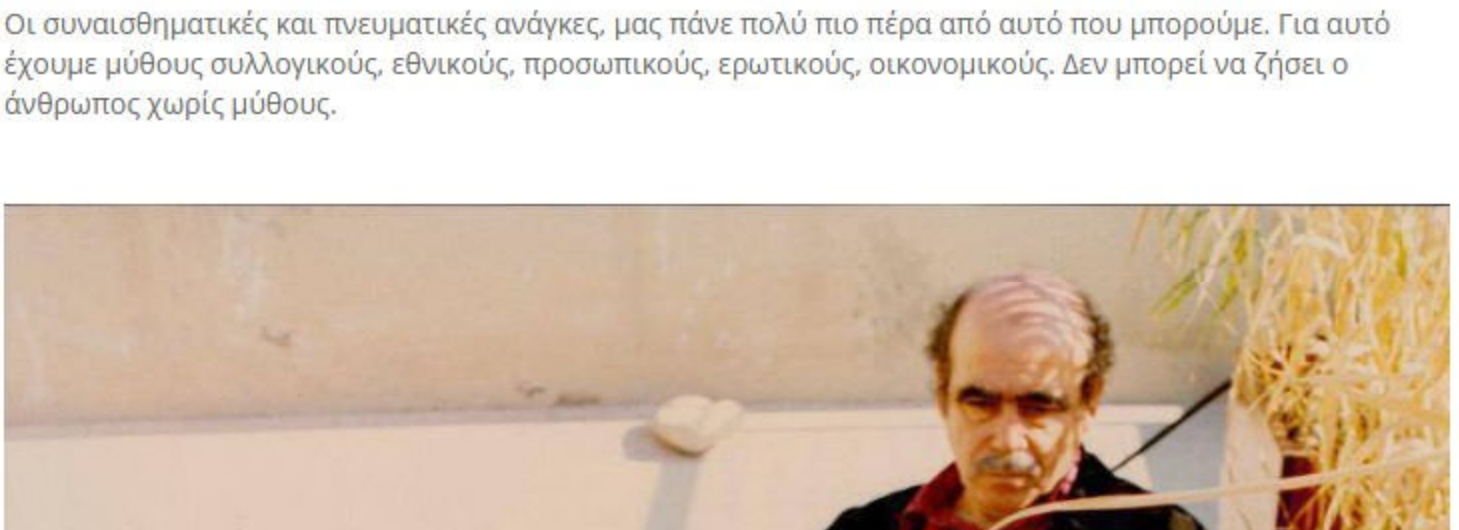 Οι συναισθηματικές και πνευματικές ανάγκες, μας πάνε πολύ πιο πέρα από αυτό που μπορούμε. Για αυτό
έχουμε μύθους συλλογικούς, εθνικούς, προσωπικούς, ερωτικούς, οικονομικούς. Δεν μπορεί να ζήσει ο
άνθρωπος χωρίς μύθους.